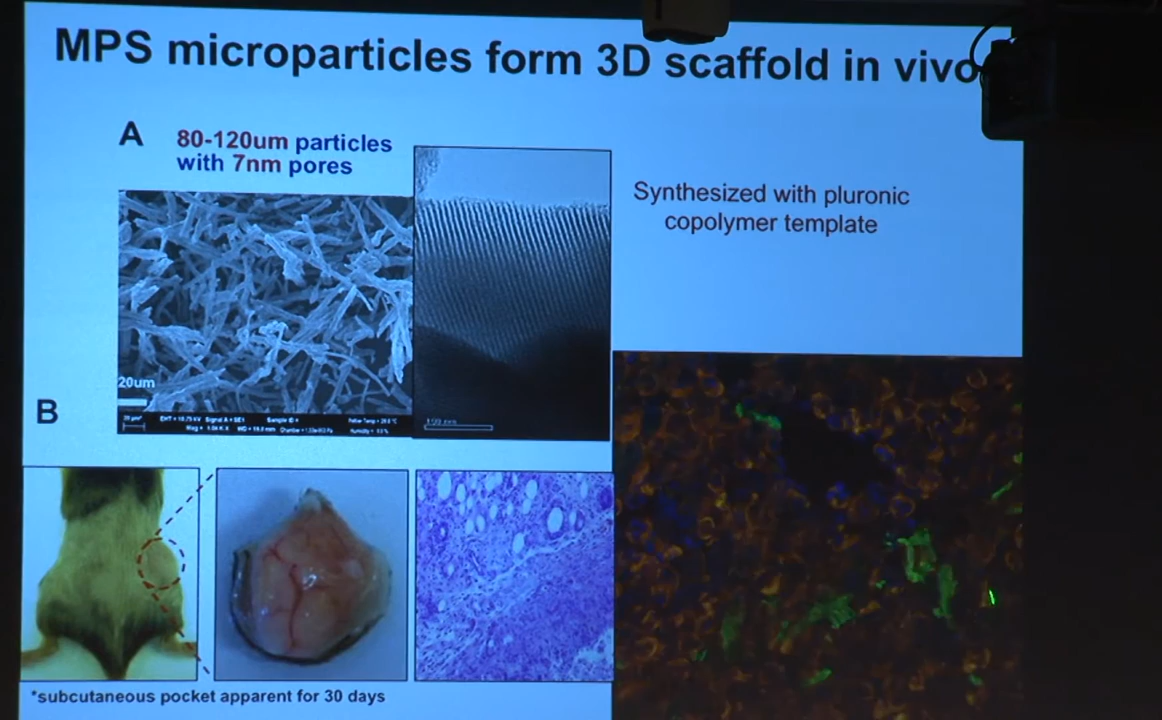 MPS microparticles form 3D scaffold in vivo
A
80-120um particles
with 7nm pores
Synthesized with pluronic
copolymer template
20um
B
*subcutaneous pocket apparent for 30 days